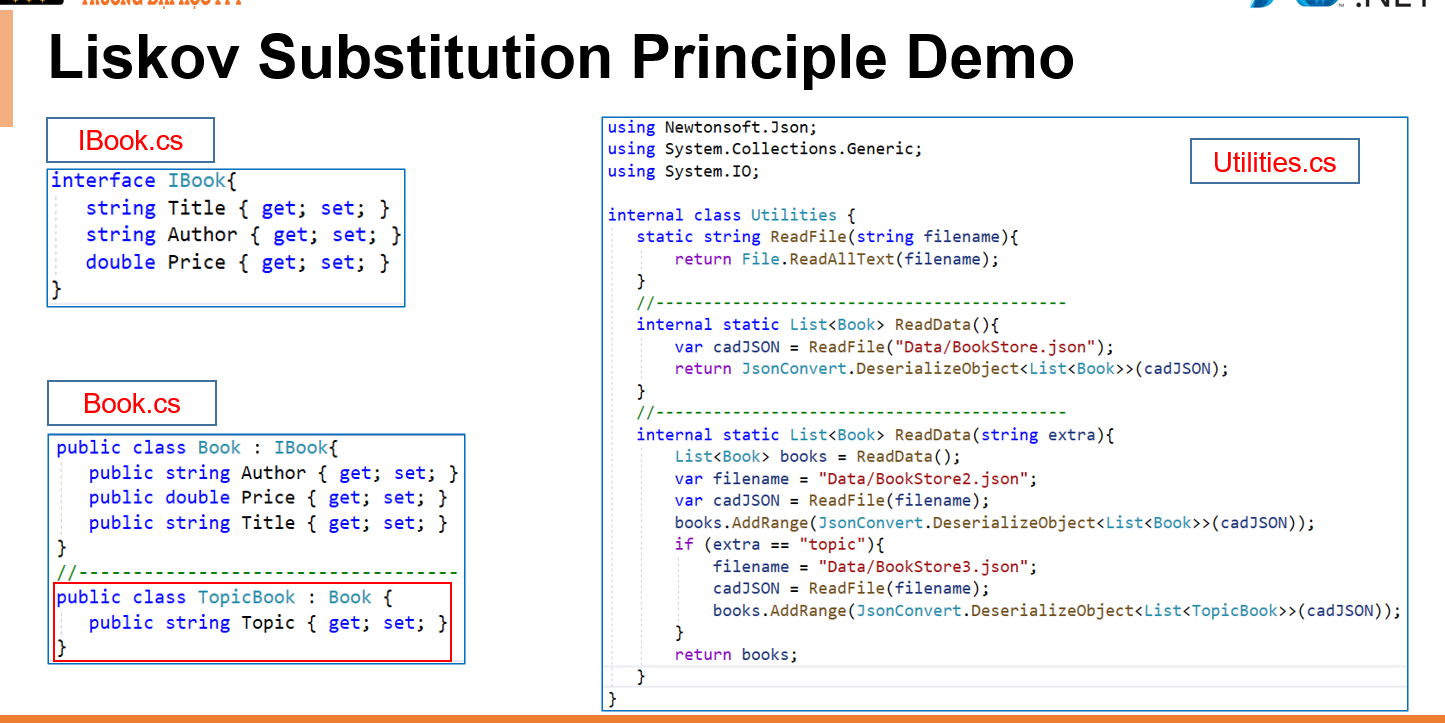 TRƯỜNG ĐẠI HỌC FPT
.NET
Liskov Substitution Principle Demo
IBook.cs
interface IBook{
string Title { get; set; }
string Author { get; set; }
double Price { get; set; }
}
Book.cs
public class Book : IBook{
public string Author { get; set; }
public double Price { get; set; }
public string Title { get; set; }
}
//-----------------------------------
public class TopicBook : Book {
public string Topic { get; set; }
}
Utilities.cs
using Newtonsoft.Json;
using System.Collections.Generic;
using System.IO;
internal class Utilities {
static string ReadFile(string filename){
return File.ReadAllText(filename);
}
//-------------------------------------------
internal static List<Book> ReadData(){
var cadJSON = ReadFile("Data/BookStore.json");
return JsonConvert.DeserializeObject<List<Book>>(cadJSON);
}
//-------------------------------------------
internal static List<Book> ReadData(string extra){
List<Book> books = ReadData();
var filename = "Data/BookStore2.json";
var cadJSON = ReadFile(filename);
books.AddRange(JsonConvert.DeserializeObject<List<Book>>(cadJSON));
if (extra == "topic"){
filename = "Data/BookStore3.json";
cadJSON = ReadFile(filename);
books.AddRange(JsonConvert.DeserializeObject<List<TopicBook>>(cadJSON));
}
return books;
}
}